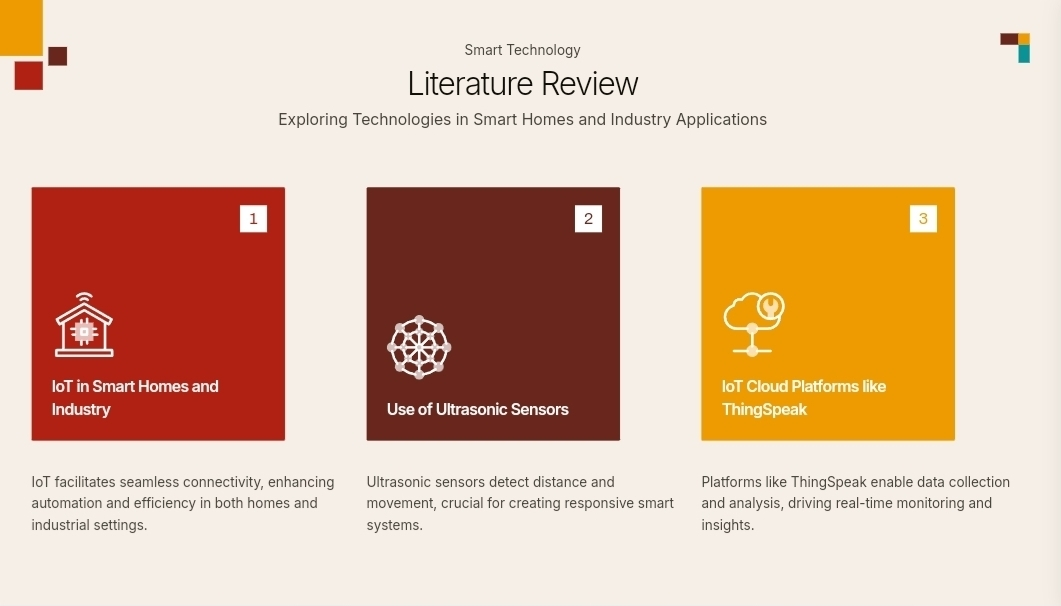 Smart Technology
Literature Review
Exploring Technologies in Smart Homes and Industry Applications
1
IoT in Smart Homes and
Industry
IoT facilitates seamless connectivity, enhancing
automation and efficiency in both homes and
industrial settings.
2
Use of Ultrasonic Sensors
Ultrasonic sensors detect distance and
movement, crucial for creating responsive smart
systems.
3
IoT Cloud Platforms like
ThingSpeak
Platforms like ThingSpeak enable data collection
and analysis, driving real-time monitoring and
insights.